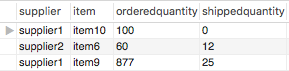 supplier item orderedquantity shippedquantity
supplier1 item10 100 0
supplier2 item6 60 12
supplier1 item9 877 25